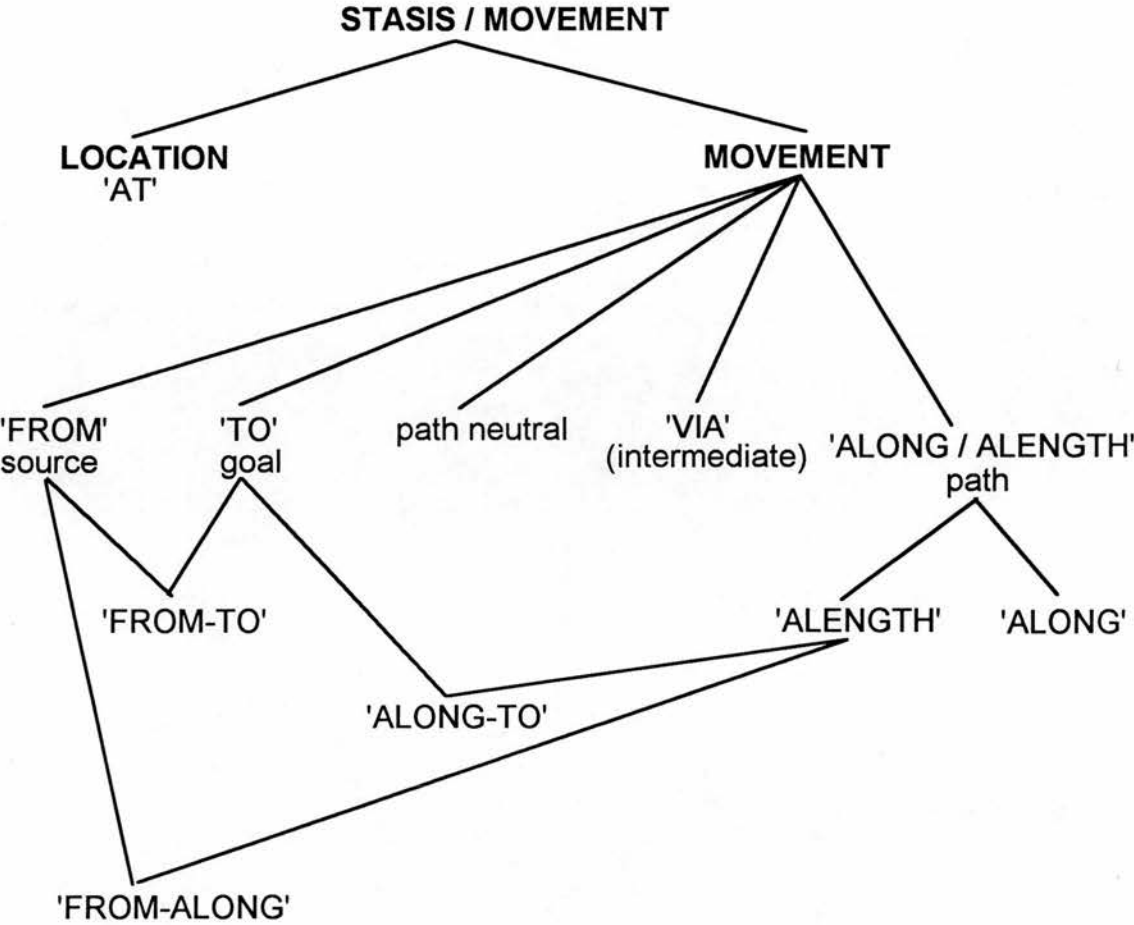 STASIS / MOVEMENT
LOCATION
'AT'
MOVEMENT
'FROM'
source
'TO'
goal
path neutral
'VIA'
(intermediate)
'ALONG / ALENGTH'
path
'FROM-TO'
'ALENGTH'
'ALONG'
'ALONG-TO'
'FROM-ALONG'